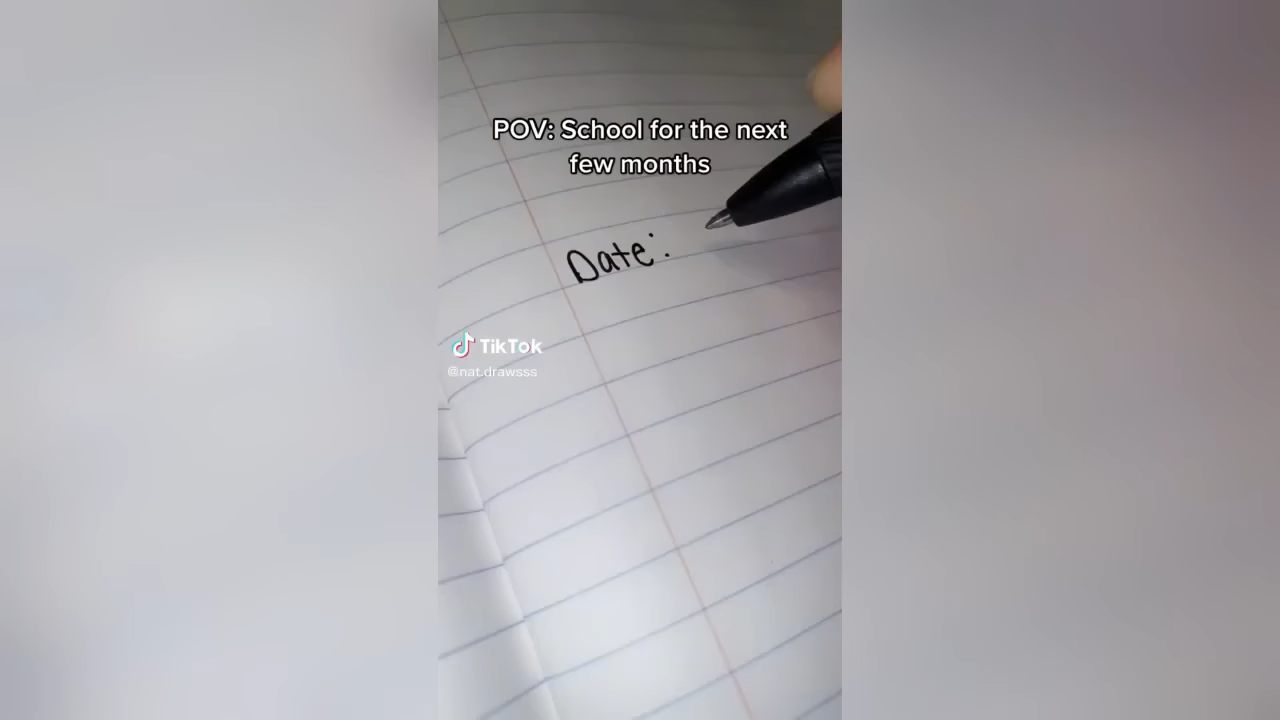 POV: School for the next
few months
Date:
TikTok
@nat.drawsss